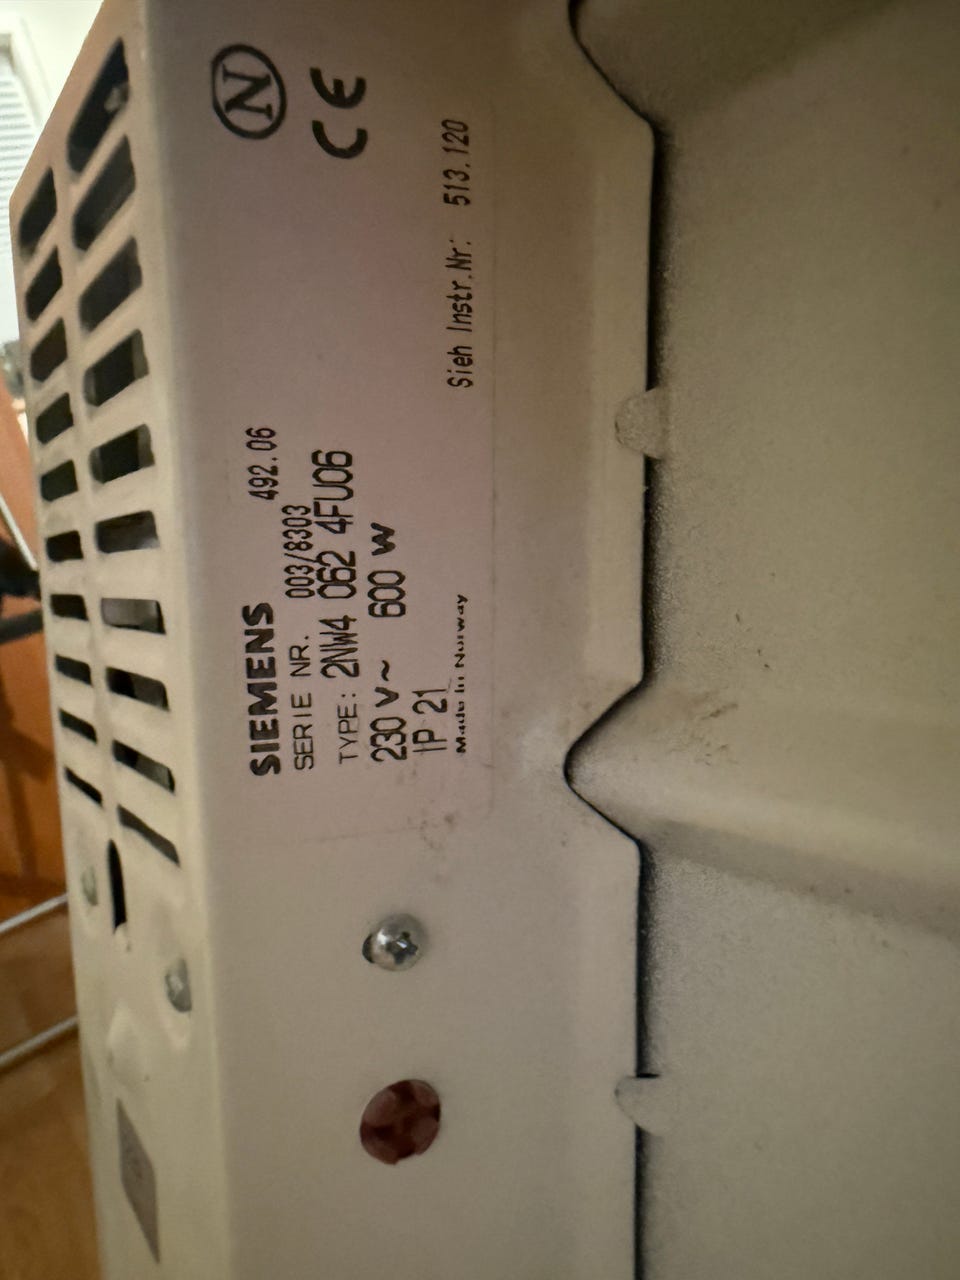 SIEMENS 492.06
SERIE NR. 003/8303
TYPE: 2NW4 062 4FU06
230 V~ 600 W
IP 21
Made in Norway
N
CE
Sieh Instr.Nr: 513.120